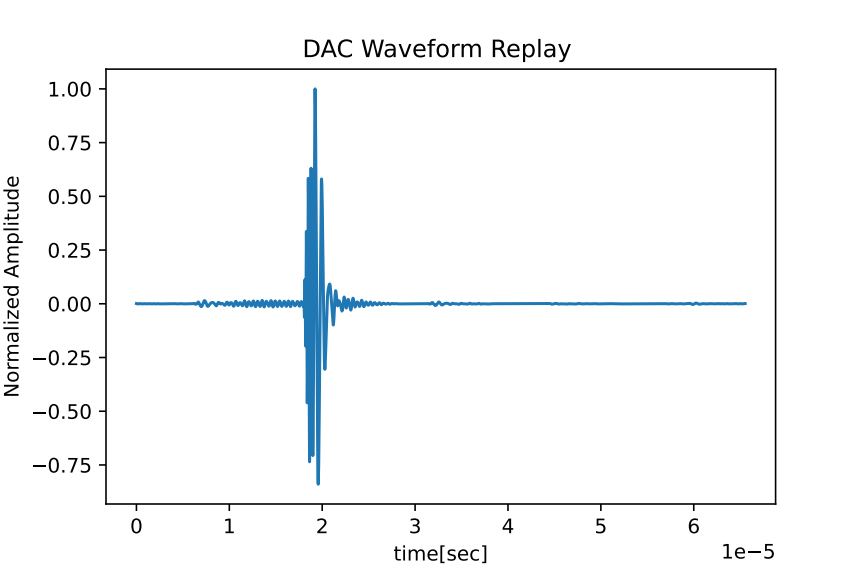 DAC Waveform Replay
1.00
0.75
0.50
0.25
0.00
−0.25
−0.50
−0.75
Normalized Amplitude
0 1 2 3 4 5 6
1e−5
time[sec]